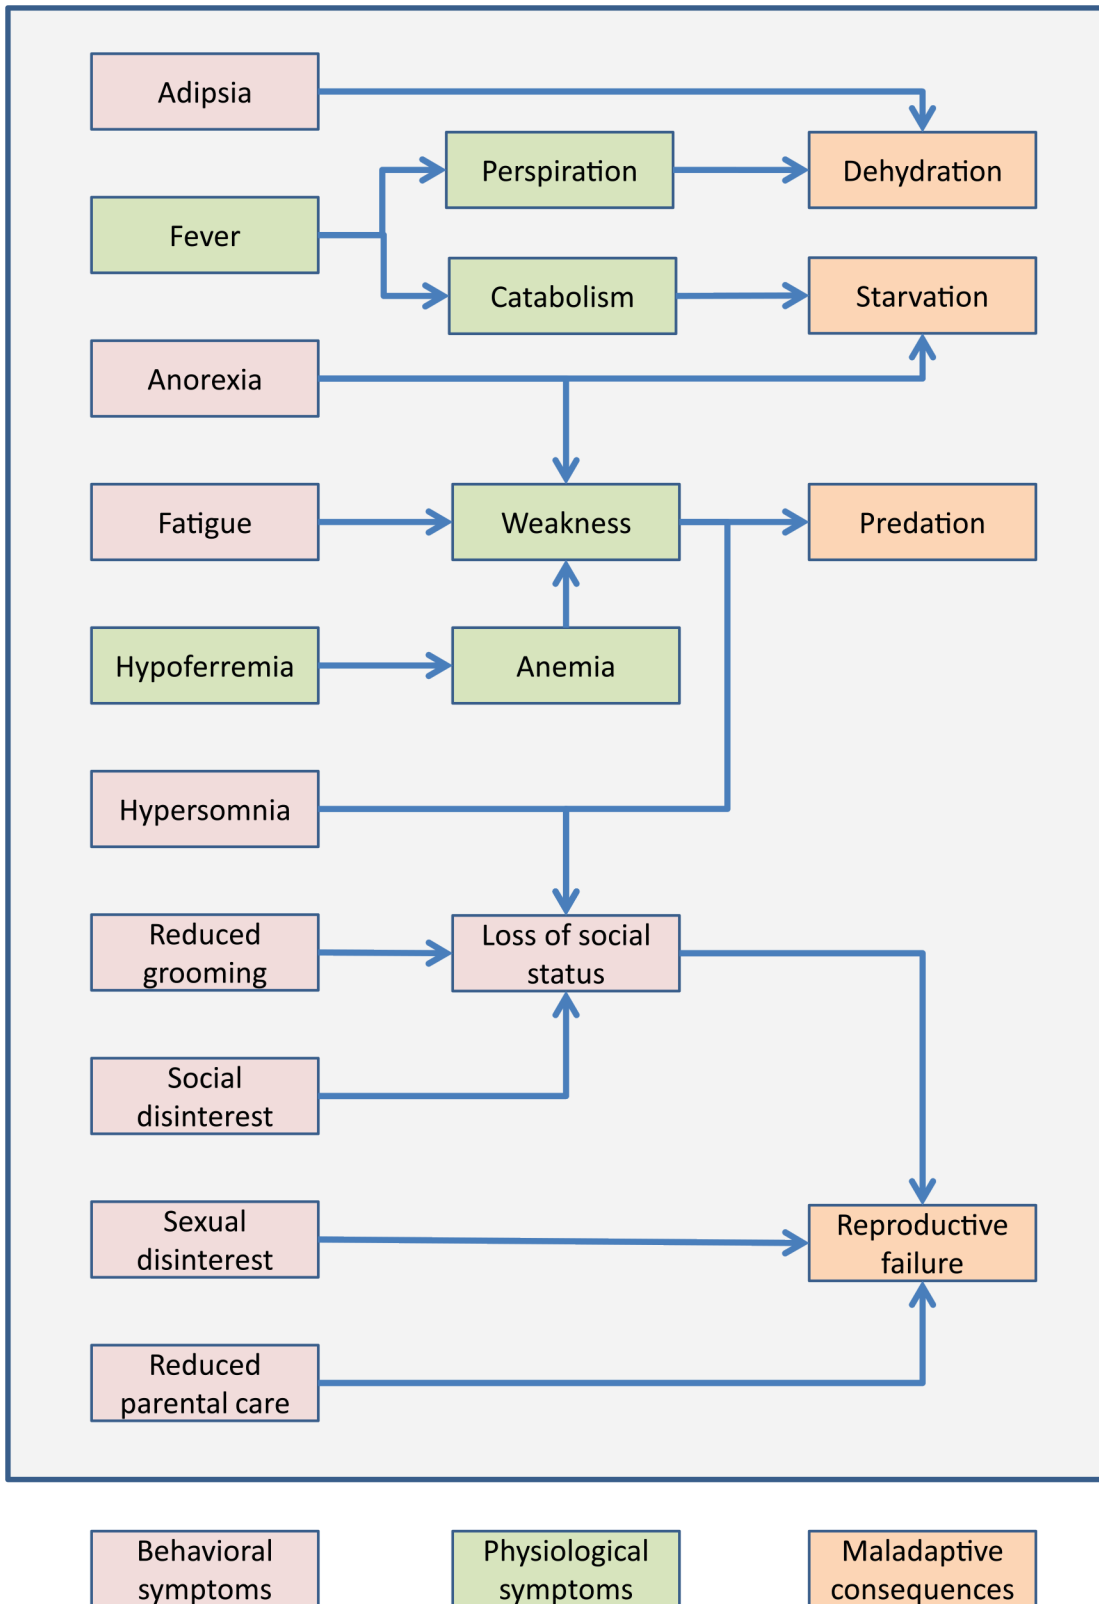 Adipsia
Perspiration
Dehydration
Fever
Catabolism
Starvation
Anorexia
Fatigue
Weakness
Predation
Hypoferremia
Anemia
Hypersomnia
Reduced
grooming
Loss of social
status
Social
disinterest
Sexual
disinterest
Reproductive
failure
Reduced
parental care
Behavioral
symptoms
Physiological
symptoms
Maladaptive
consequences